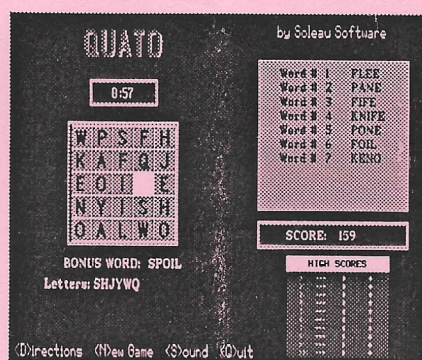 QUATO
by Soleau Software
0:57
Word # 1 FLEE
Word # 2 PANE
Word # 3 FIFE
Word # 4 KNIFE
Word # 5 PONE
Word # 6 FOIL
Word # 7 KENO
W P S F H
K A F Q J
E O I E
N Y I S H
O A L W O
SCORE: 159
BONUS WORD: SPOIL
Letters: SHJYWQ
HIGH SCORES
<D>irections <N>ew Game <S>ound <Q>uit